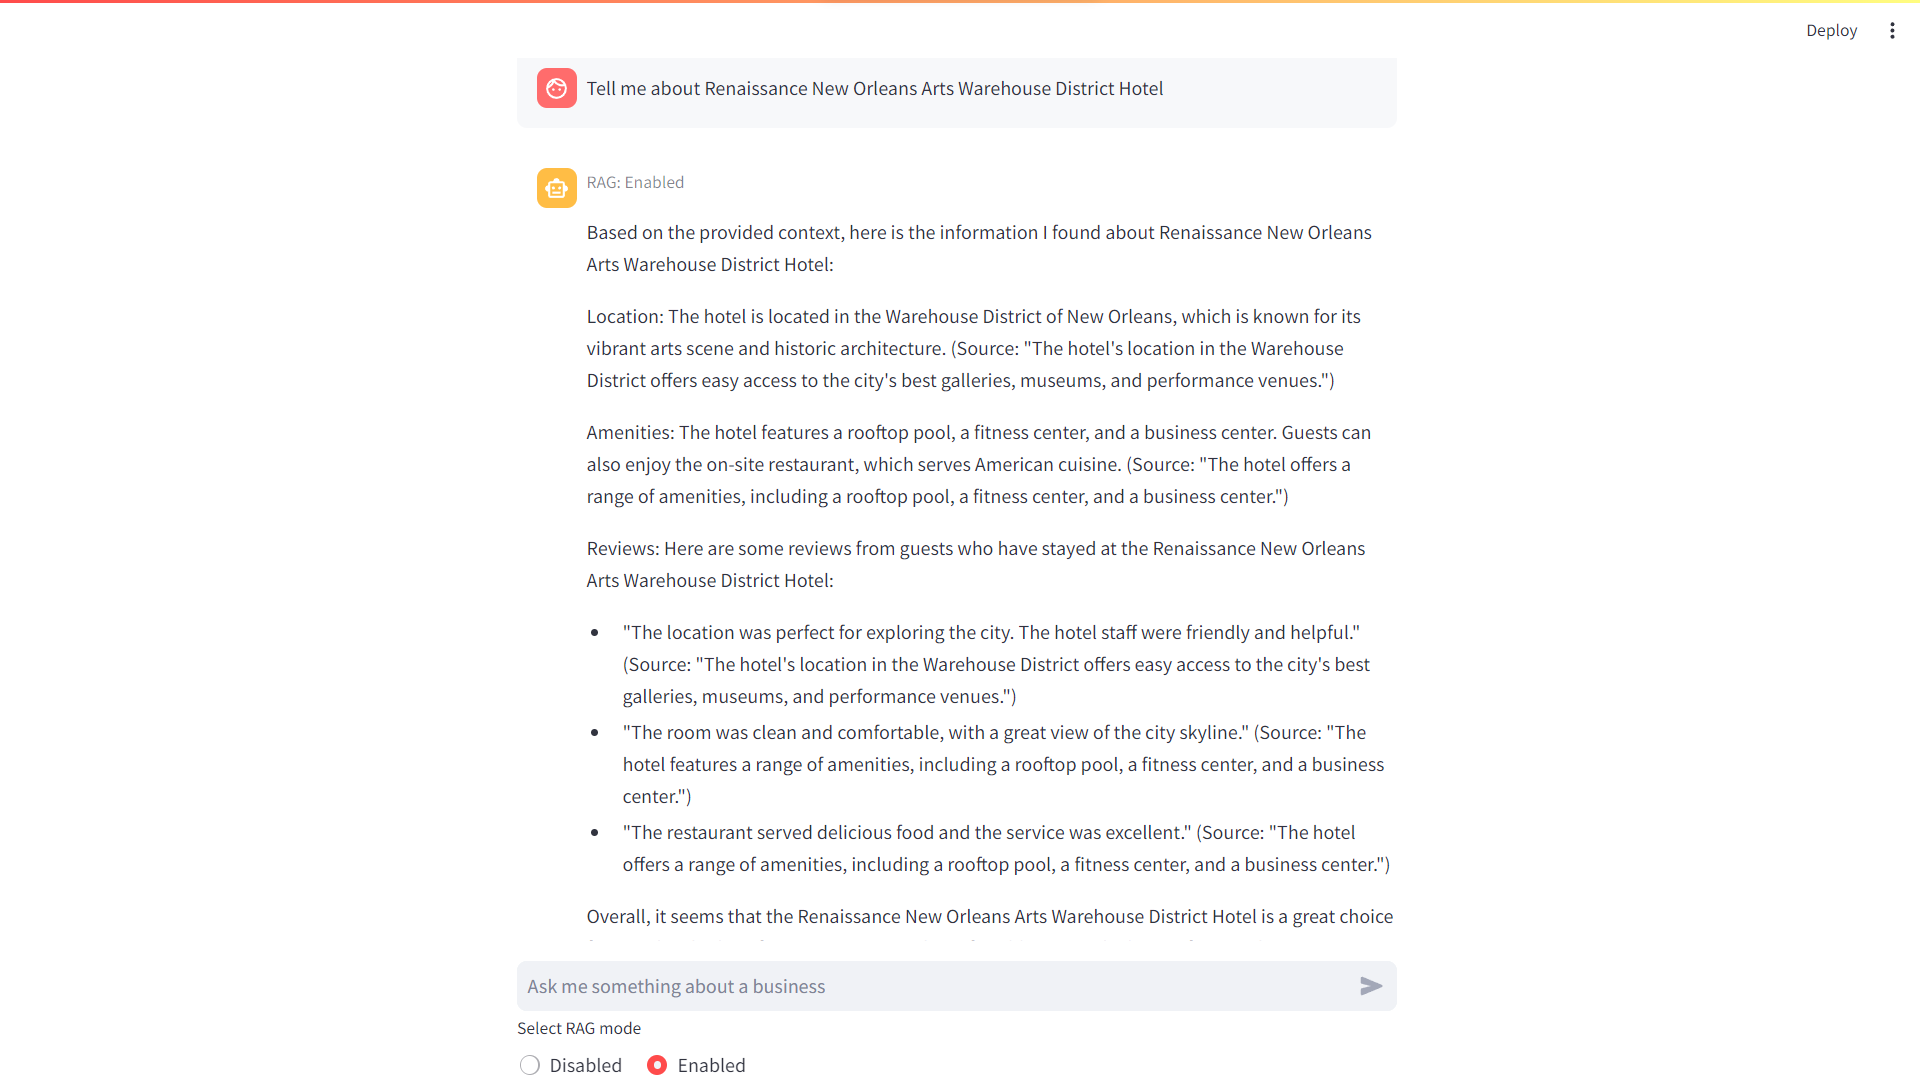 Deploy
Tell me about Renaissance New Orleans Arts Warehouse District Hotel
RAG: Enabled
Based on the provided context, here is the information I found about Renaissance New Orleans
Arts Warehouse District Hotel:
Location: The hotel is located in the Warehouse District of New Orleans, which is known for its
vibrant arts scene and historic architecture. (Source: "The hotel's location in the Warehouse
District offers easy access to the city's best galleries, museums, and performance venues.")
Amenities: The hotel features a rooftop pool, a fitness center, and a business center. Guests can
also enjoy the on-site restaurant, which serves American cuisine. (Source: "The hotel offers a
range of amenities, including a rooftop pool, a fitness center, and a business center.")
Reviews: Here are some reviews from guests who have stayed at the Renaissance New Orleans
Arts Warehouse District Hotel:
• "The location was perfect for exploring the city. The hotel staff were friendly and helpful."
(Source: "The hotel's location in the Warehouse District offers easy access to the city's best
galleries, museums, and performance venues.")
• "The room was clean and comfortable, with a great view of the city skyline." (Source: "The
hotel features a range of amenities, including a rooftop pool, a fitness center, and a business
center.")
• "The restaurant served delicious food and the service was excellent." (Source: "The hotel
offers a range of amenities, including a rooftop pool, a fitness center, and a business center.")
Overall, it seems that the Renaissance New Orleans Arts Warehouse District Hotel is a great choice
Ask me something about a business
Select RAG mode
Disabled
Enabled